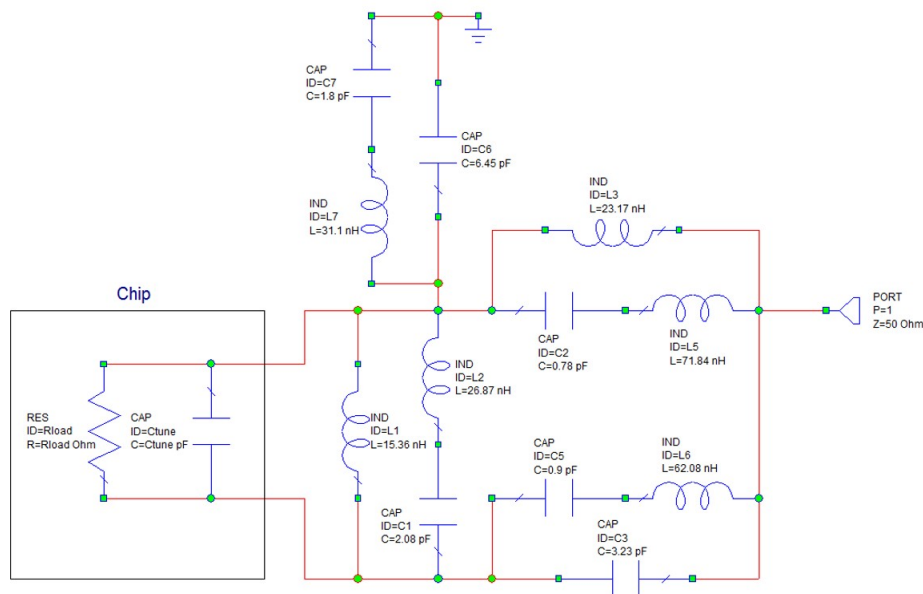 CAP
ID=C7
C=1.8 pF
CAP
ID=C6
C=6.45 pF
IND
ID=L7
L=31.1 nH
IND
ID=L3
L=23.17 nH
Chip
PORT
P=1
Z=50 Ohm
CAP
ID=C2
C=0.78 pF
IND
ID=L5
L=71.84 nH
IND
ID=L2
L=26.87 nH
RES
ID=Rload
R=Rload Ohm
CAP
ID=Ctune
C=Ctune pF
IND
ID=L1
L=15.36 nH
CAP
ID=C5
C=0.9 pF
IND
ID=L6
L=62.08 nH
CAP
ID=C1
C=2.08 pF
CAP
ID=C3
C=3.23 pF